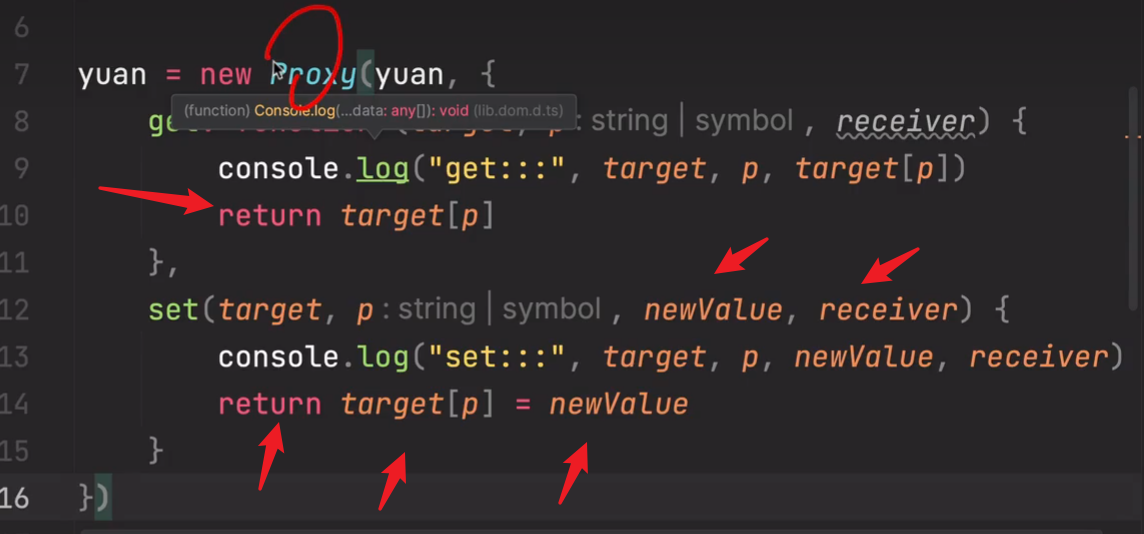 6
7 yuan = new Proxy(yuan, {
(function) Console.log(...data: any[]): void (lib.dom.d.ts)
8 get: function (target, p : string | symbol , receiver) {
9 console.log("get:::", target, p, target[p])
10 return target[p]
11 },
12 set(target, p : string | symbol , newValue, receiver) {
13 console.log("set:::", target, p, newValue, receiver)
14 return target[p] = newValue
15 }
16 })